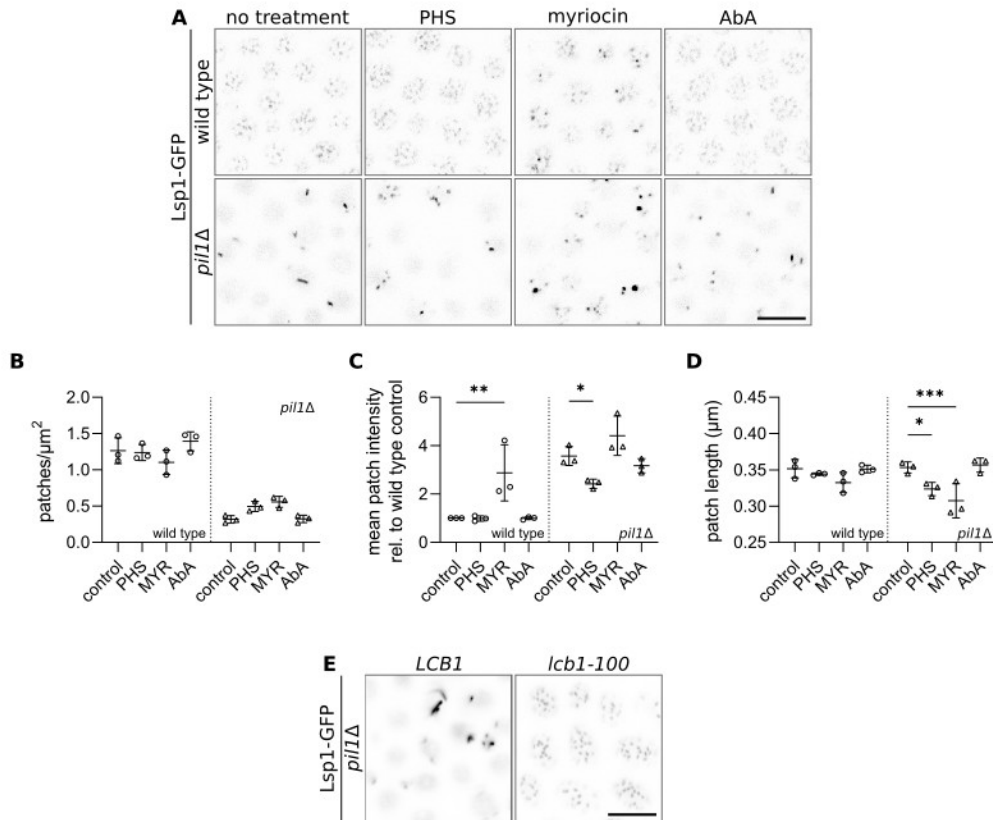 A
no treatment PHS myriocin AbA
Lsp1-GFP
wild type
pil1Δ
B
patches/μm²
2.0
1.5
1.0
0.5
0.0
pil1Δ
wild type
control PHS MYR AbA control PHS MYR AbA
C
mean patch intensity
rel. to wild type control
6
4
2
0
**
*
wild type
pil1Δ
control PHS MYR AbA control PHS MYR AbA
D
patch length (μm)
0.45
0.40
0.35
0.30
0.25
***
*
wild type
pil1Δ
control PHS MYR AbA control PHS MYR AbA
E
LCB1 lcb1-100
Lsp1-GFP
pil1Δ